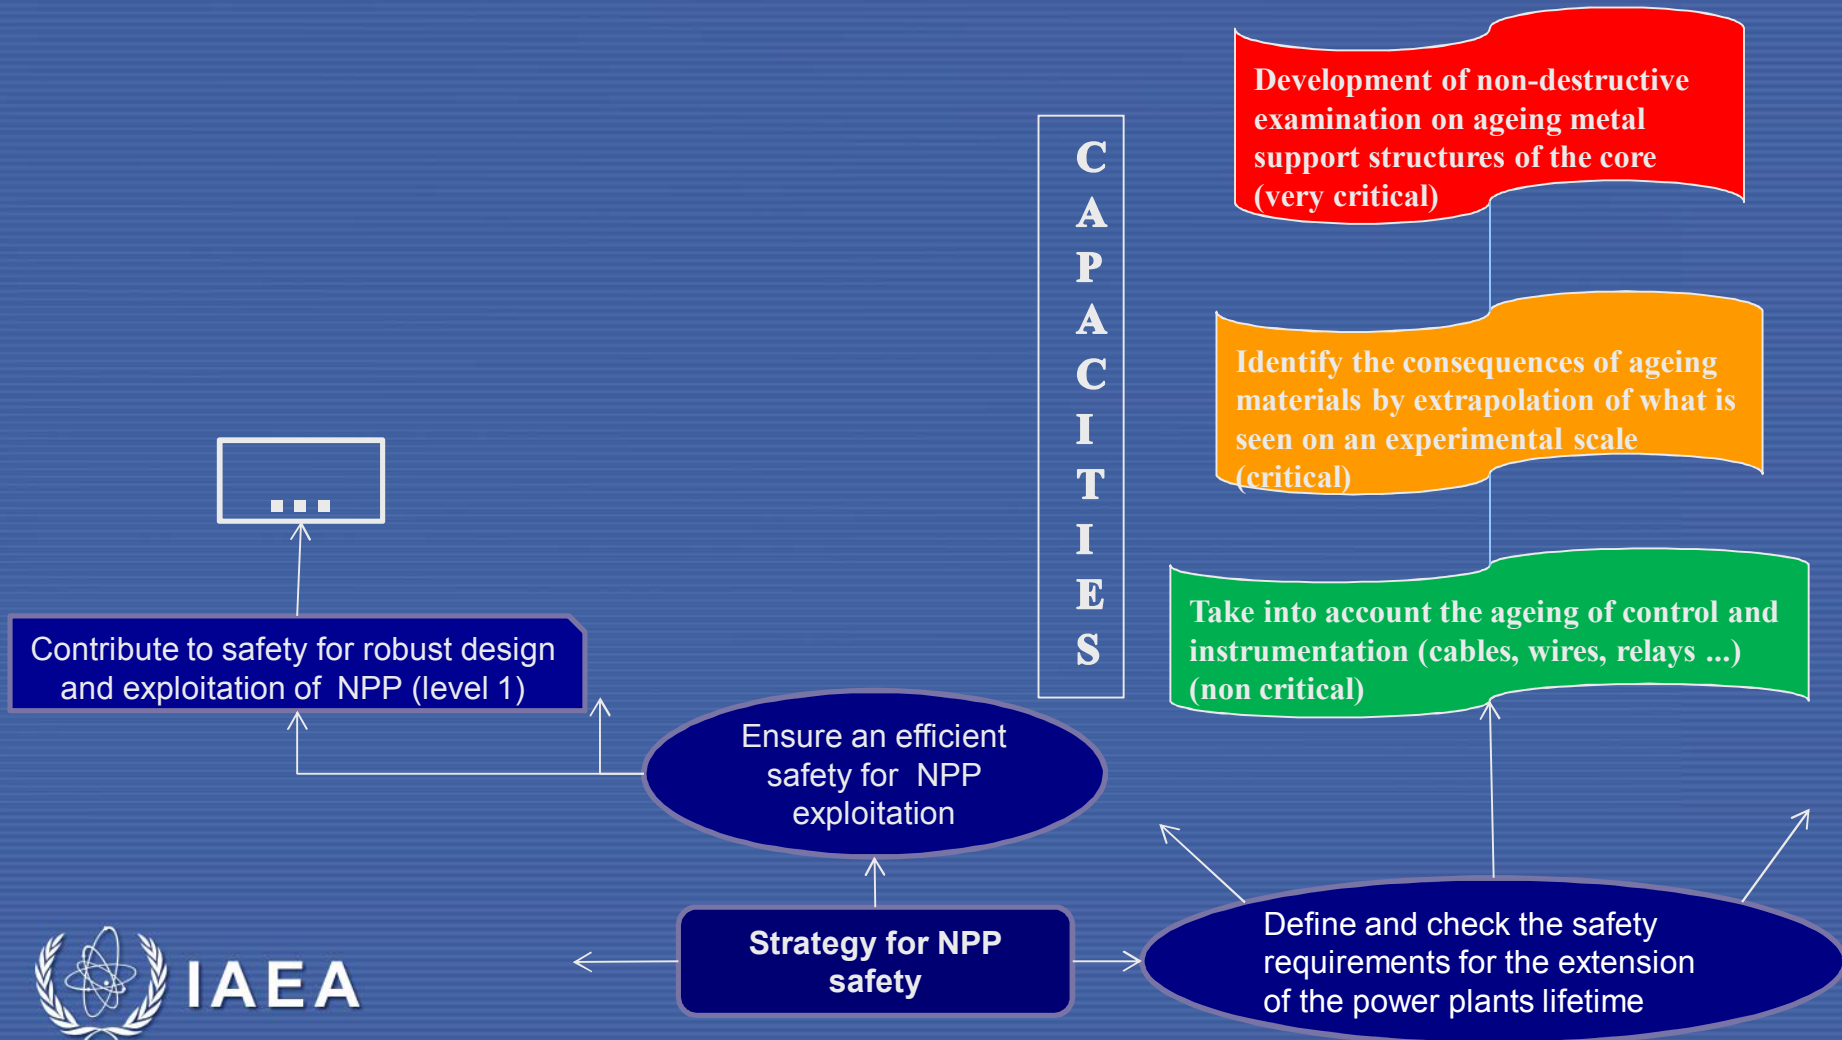 Development of non-destructive
examination on ageing metal
support structures of the core
(very critical)
C
A
P
A
C
I
T
I
E
S
Identify the consequences of ageing
materials by extrapolation of what is
seen on an experimental scale
(critical)
...
Take into account the ageing of control and
instrumentation (cables, wires, relays ...)
(non critical)
Contribute to safety for robust design
and exploitation of NPP (level 1)
Ensure an efficient
safety for NPP
exploitation
Strategy for NPP
safety
Define and check the safety
requirements for the extension
of the power plants lifetime
IAEA